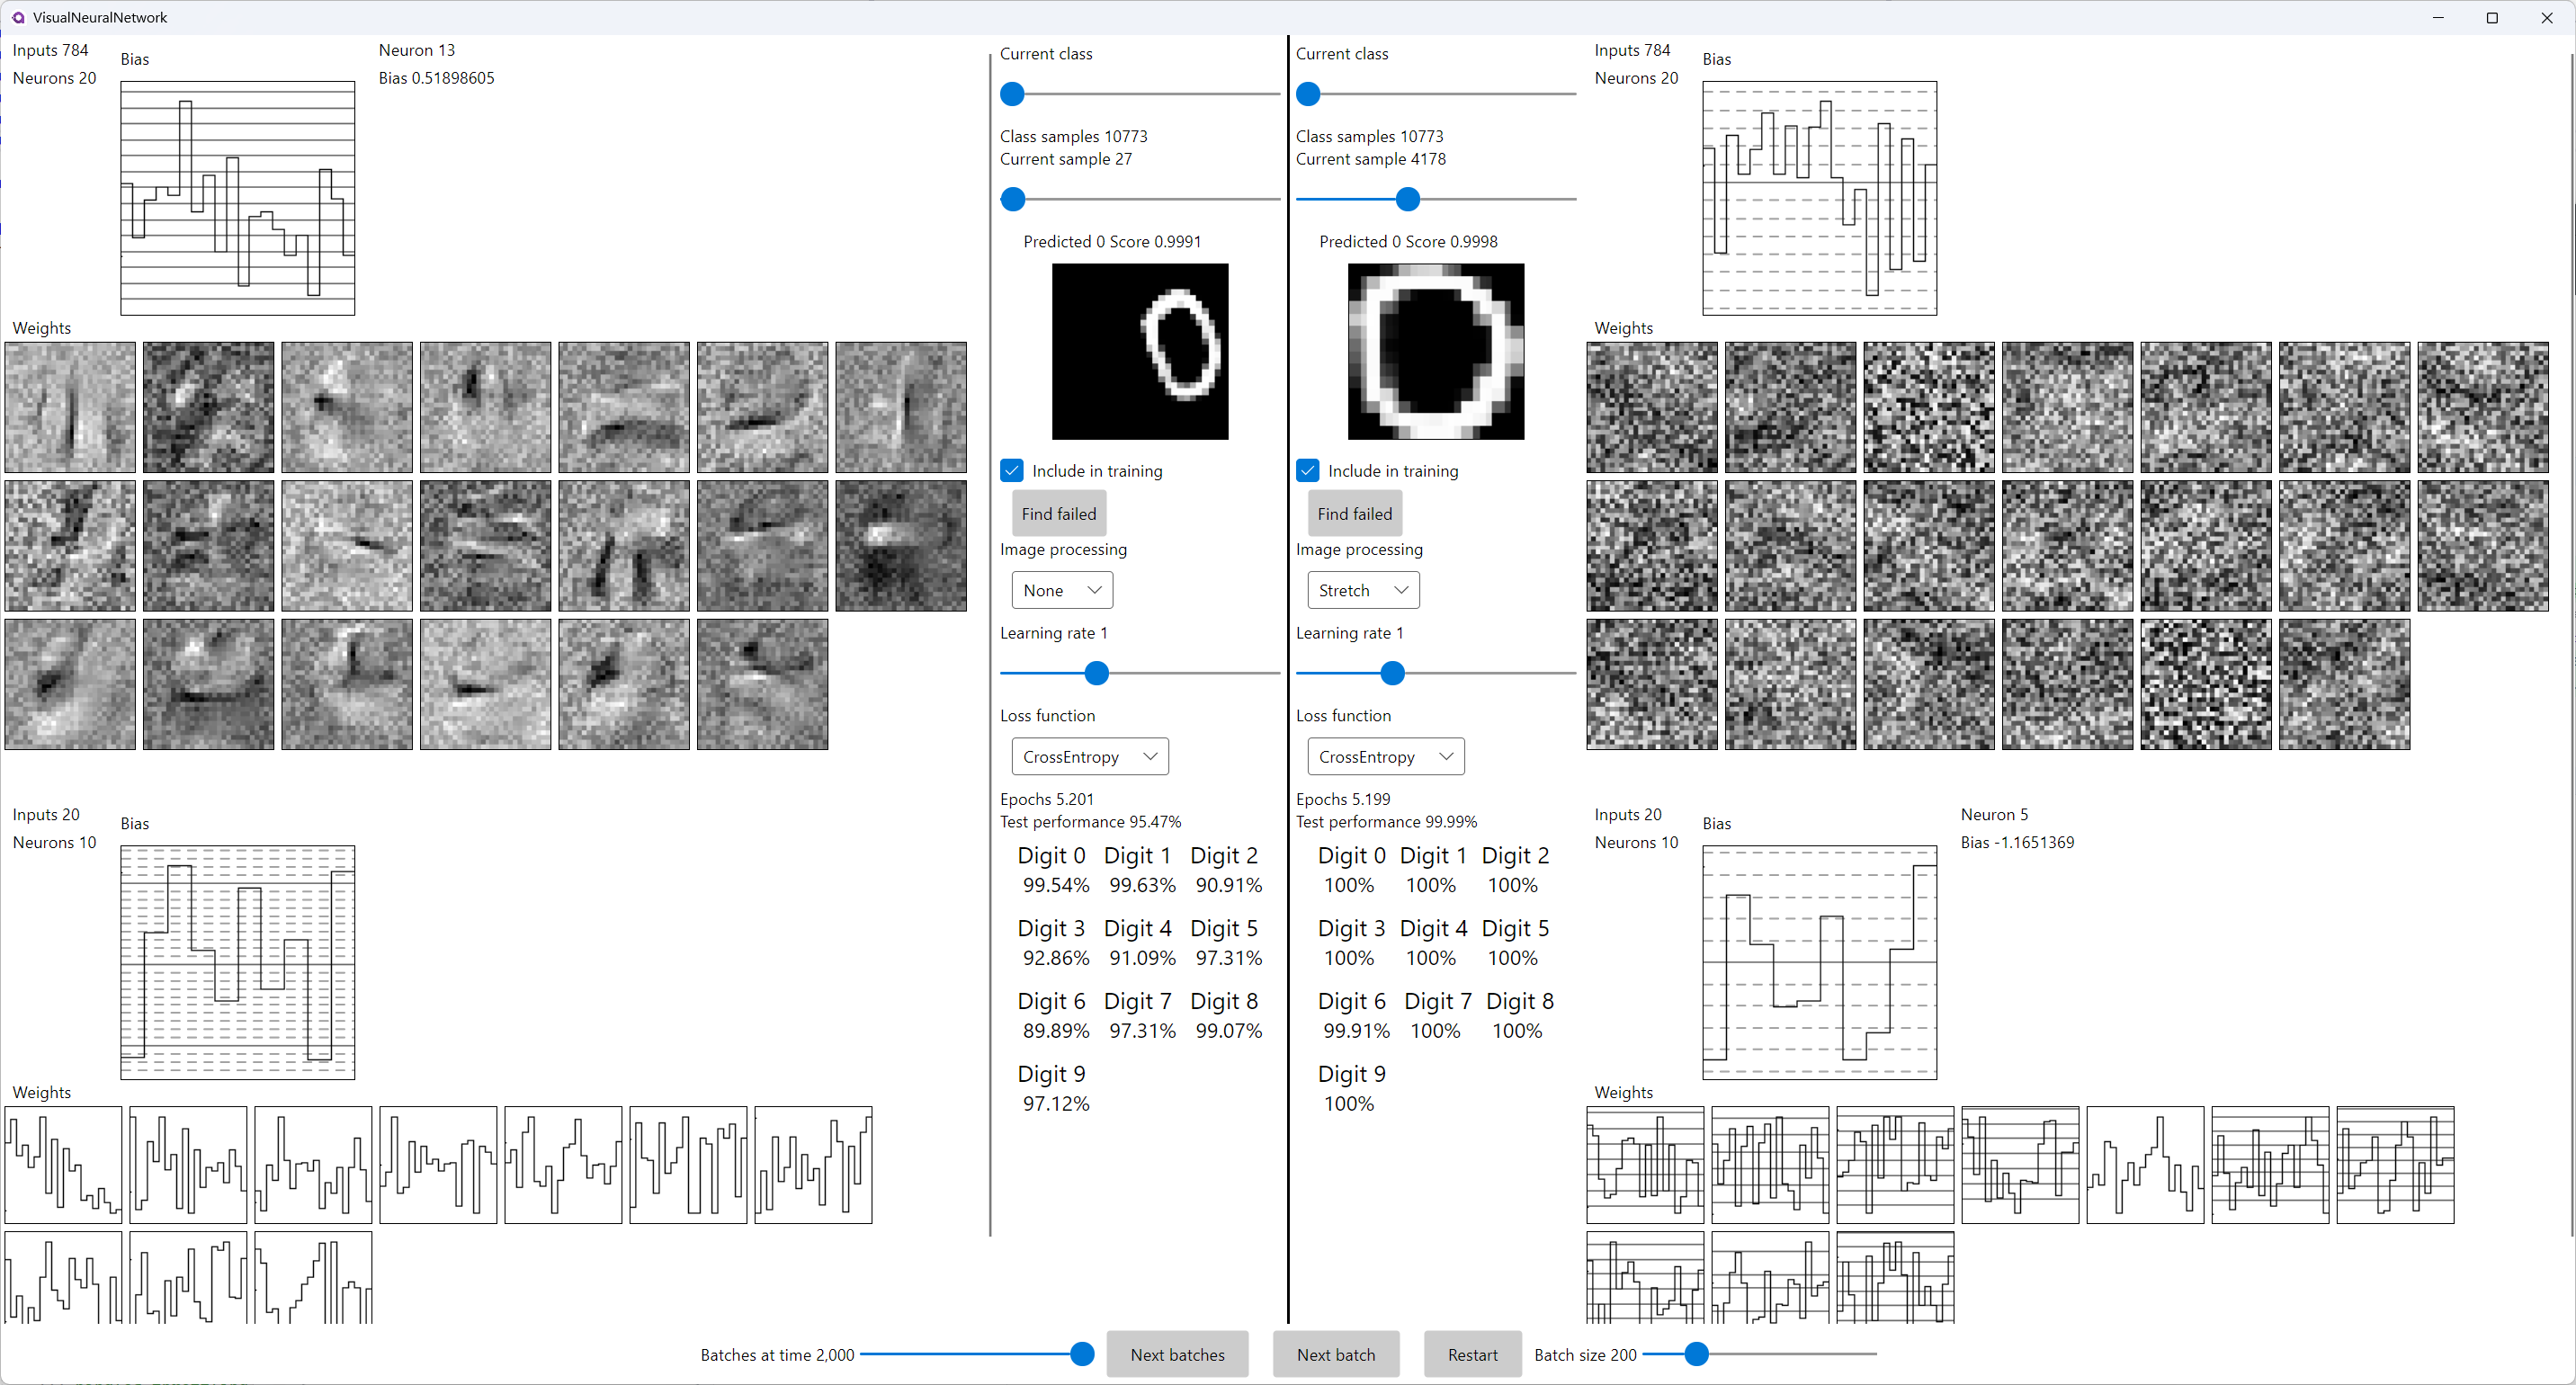 VisualNeuralNetwork
Inputs 784
Neurons 20
Bias
Neuron 13
Bias 0.51898605
Weights
Inputs 20
Neurons 10
Bias
Weights
Current class
Class samples 10773
Current sample 27
Predicted 0 Score 0.9991
Include in training
Find failed
Image processing
None
Learning rate 1
Loss function
CrossEntropy
Epochs 5.201
Test performance 95.47%
Digit 0 Digit 1 Digit 2
99.54% 99.63% 90.91%
Digit 3 Digit 4 Digit 5
92.86% 91.09% 97.31%
Digit 6 Digit 7 Digit 8
89.89% 97.31% 99.07%
Digit 9
97.12%
Current class
Class samples 10773
Current sample 4178
Predicted 0 Score 0.9998
Include in training
Find failed
Image processing
Stretch
Learning rate 1
Loss function
CrossEntropy
Epochs 5.199
Test performance 99.99%
Digit 0 Digit 1 Digit 2
100% 100% 100%
Digit 3 Digit 4 Digit 5
100% 100% 100%
Digit 6 Digit 7 Digit 8
99.91% 100% 100%
Digit 9
100%
Inputs 784
Neurons 20
Bias
Weights
Inputs 20
Neurons 10
Bias
Neuron 5
Bias -1.1651369
Weights
Batches at time 2,000
Next batches
Next batch
Restart
Batch size 200